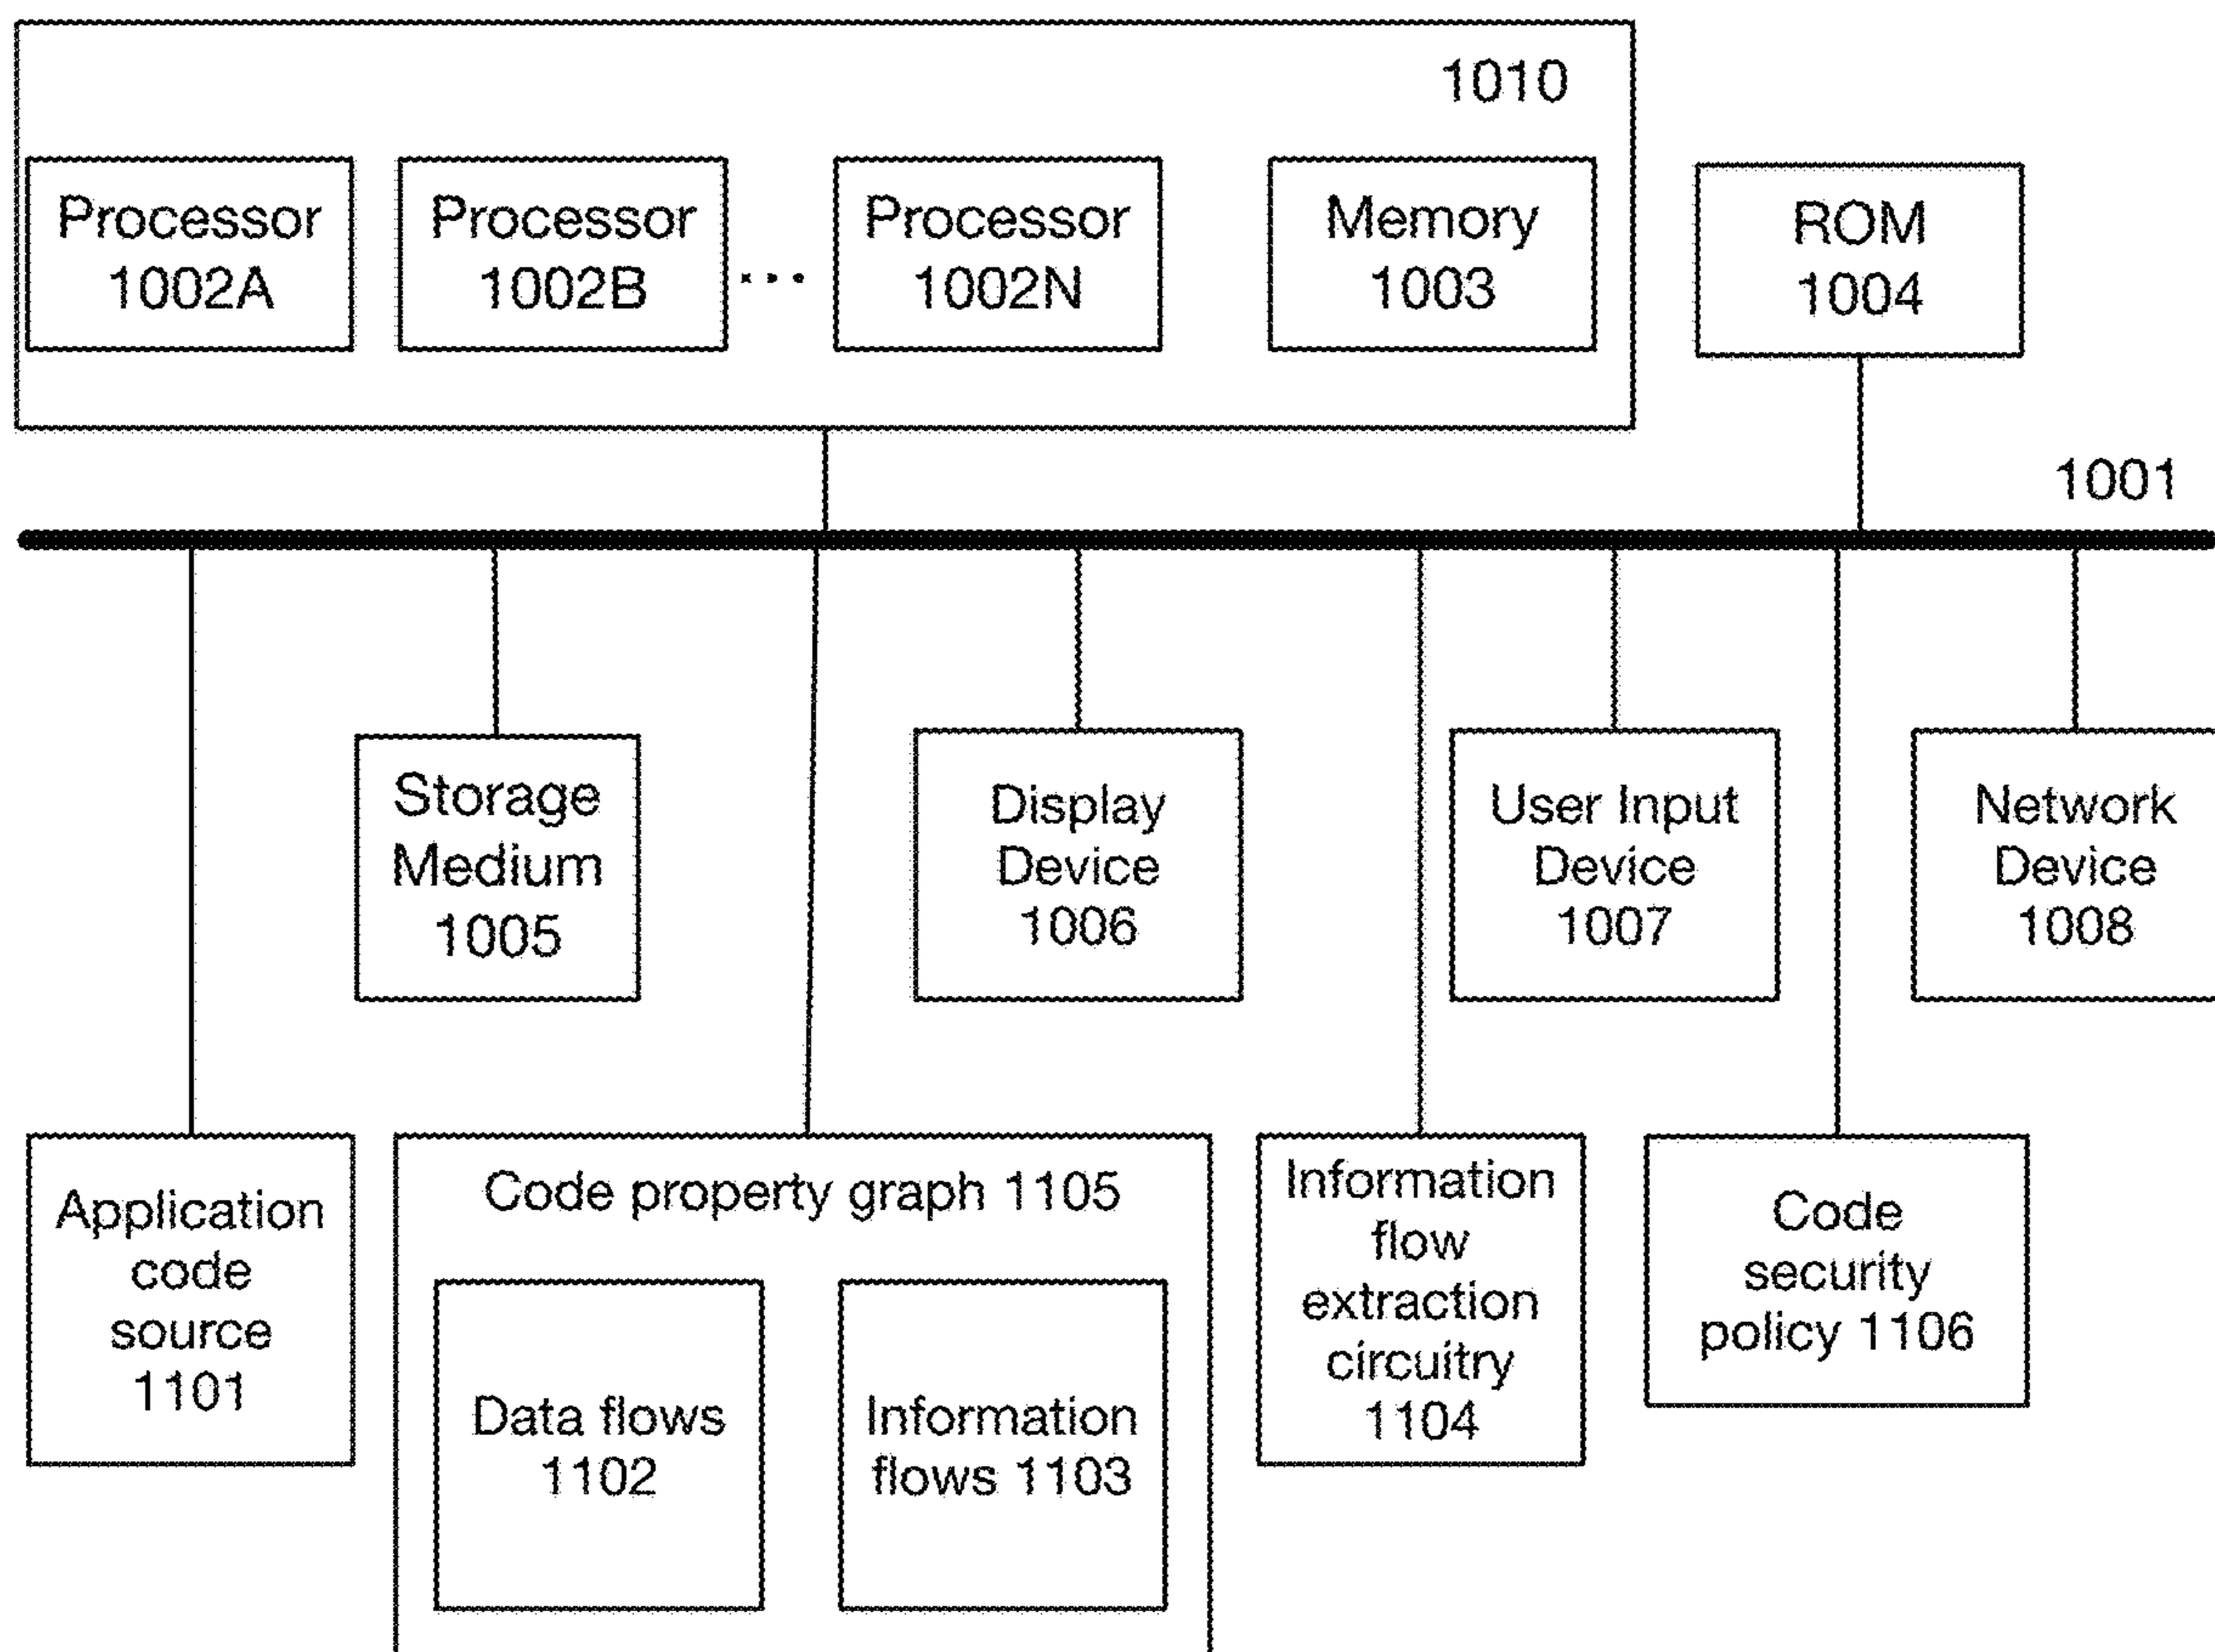 1010
Processor
1002A
Processor
1002B
...
Processor
1002N
Memory
1003
ROM
1004
1001
Storage
Medium
1005
Display
Device
1006
User Input
Device
1007
Network
Device
1008
Application
code
source
1101
Code property graph 1105
Data flows
1102
Information
flows 1103
Information
flow
extraction
circuitry
1104
Code
security
policy 1106